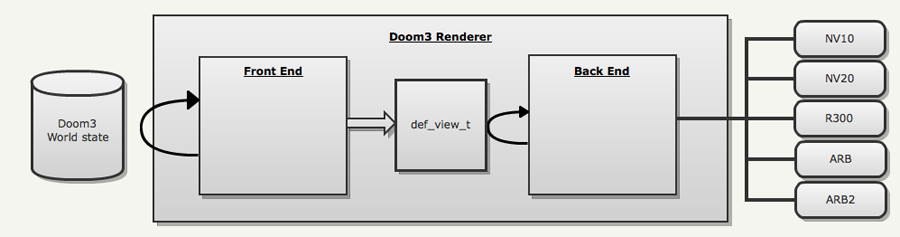 Doom3 Renderer
Front End
Back End
Doom3
World state
def_view_t
NV10
NV20
R300
ARB
ARB2